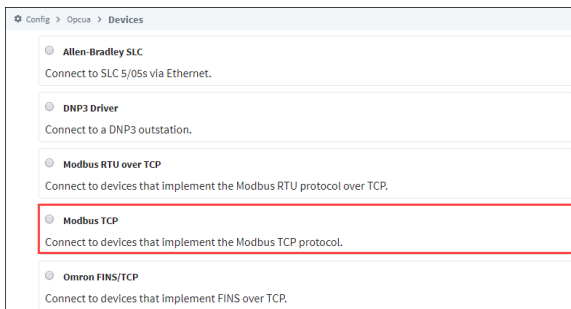 Config > Opcua > Devices
Allen-Bradley SLC
Connect to SLC 5/05s via Ethernet.
DNP3 Driver
Connect to a DNP3 outstation.
Modbus RTU over TCP
Connect to devices that implement the Modbus RTU protocol over TCP.
Modbus TCP
Connect to devices that implement the Modbus TCP protocol.
Omron FINS/TCP
Connect to devices that implement FINS over TCP.